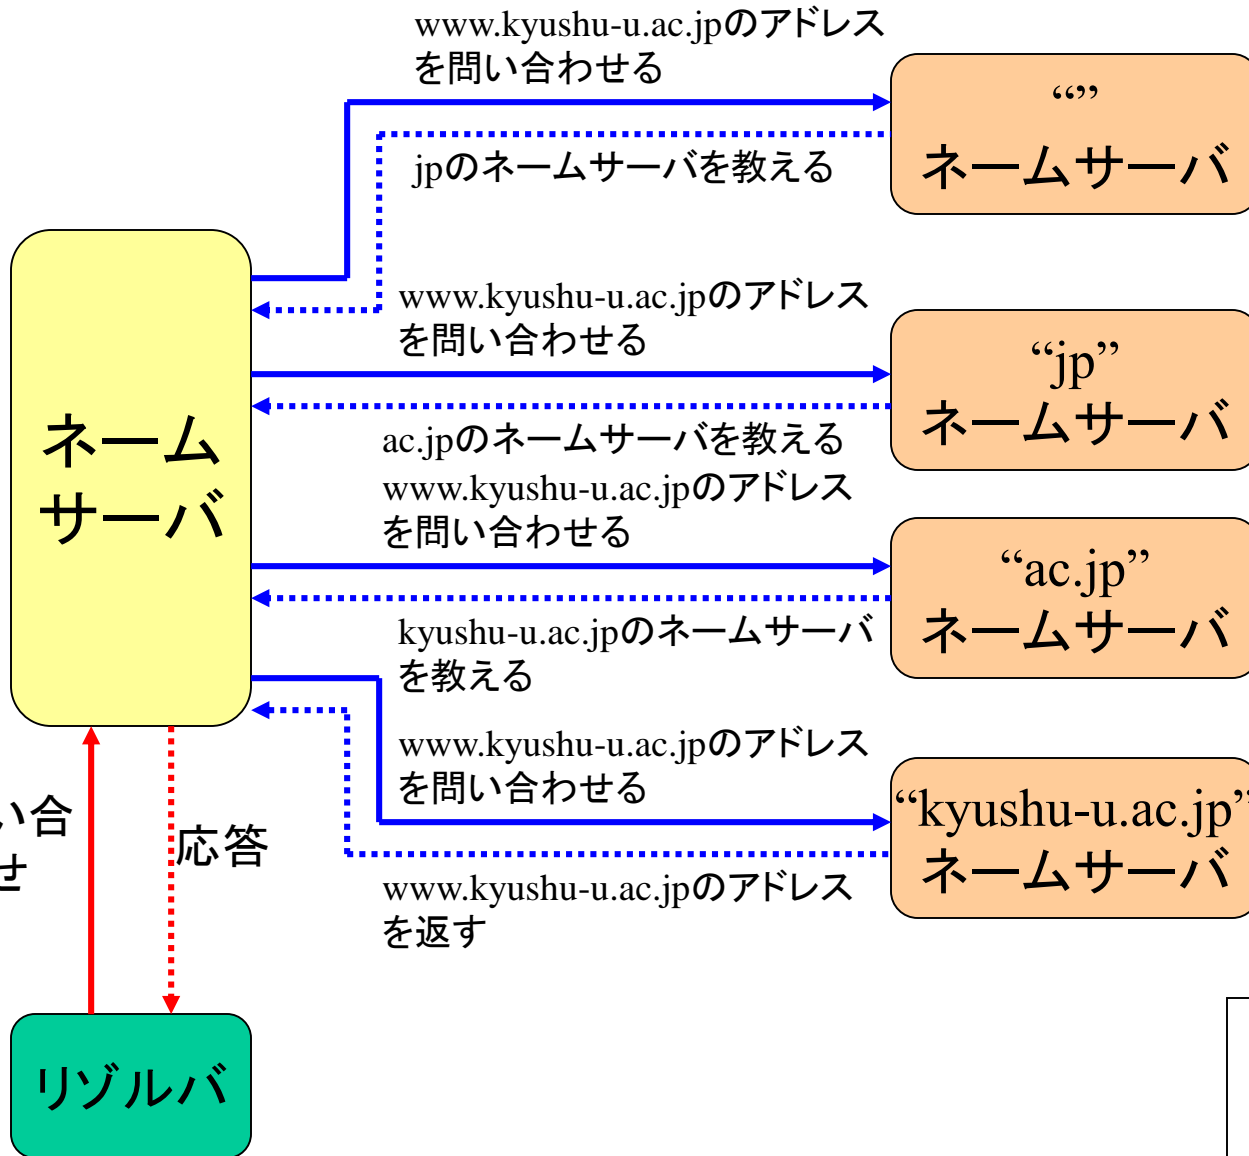 www.kyushu-u.ac.jpのアドレス
を問い合わせる
“”
ネームサーバ
jpのネームサーバを教える
www.kyushu-u.ac.jpのアドレス
を問い合わせる
“jp”
ネームサーバ
ネーム
サーバ
ac.jpのネームサーバを教える
www.kyushu-u.ac.jpのアドレス
を問い合わせる
“ac.jp”
ネームサーバ
kyushu-u.ac.jpのネームサーバ
を教える
www.kyushu-u.ac.jpのアドレス
を問い合わせる
“kyushu-u.ac.jp”
ネームサーバ
い合
せ
応答
www.kyushu-u.ac.jpのアドレス
を返す
リゾルバ